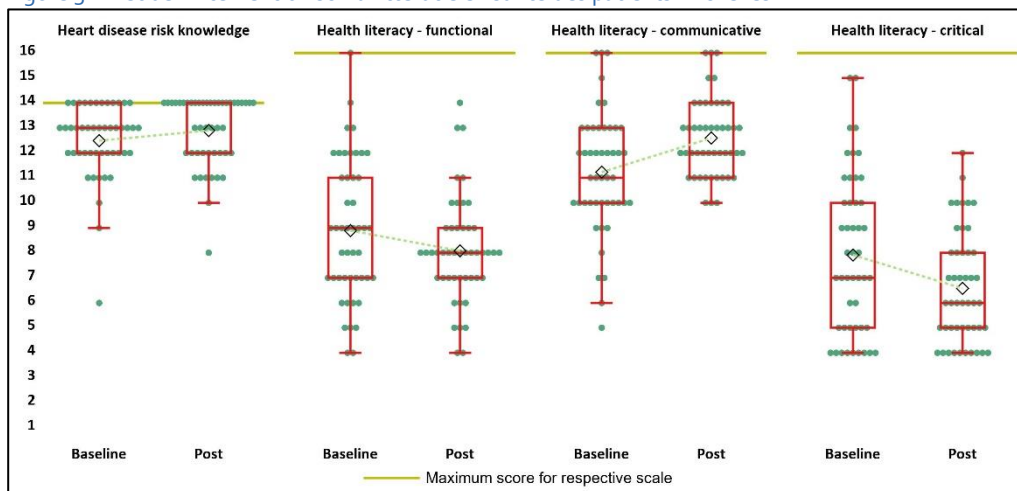 Heart disease risk knowledge
Health literacy - functional
Health literacy - communicative
Health literacy - critical
16
15
14
13
12
11
10
9
8
7
6
5
4
3
2
1
Baseline
Post
Baseline
Post
Baseline
Post
Baseline
Post
Maximum score for respective scale